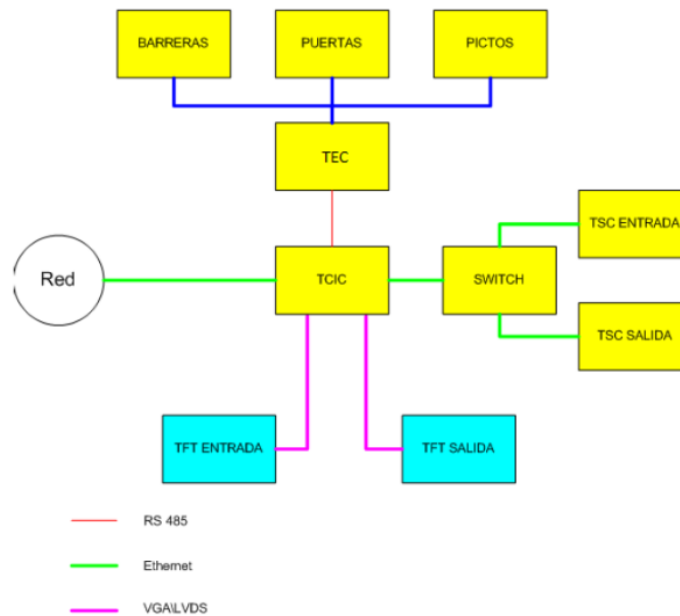 BARRERAS
PUERTAS
PICTOS
TEC
TSC ENTRADA
Red
TCIC
SWITCH
TSC SALIDA
TFT ENTRADA
TFT SALIDA
RS 485
Ethernet
VGA\LVDS